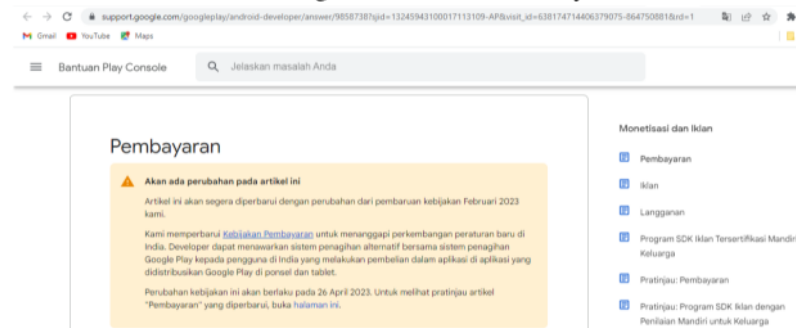 support.google.com/googleplay/android-developer/answer/9858738?sjid=13245943100017113109-AP&visit_id=638174714406379075-864750881&rd=1
Gmail YouTube Maps
Bantuan Play Console
Jelaskan masalah Anda
Pembayaran
Akan ada perubahan pada artikel ini
Artikel ini akan segera diperbarui dengan perubahan dari pembaruan kebijakan Februari 2023
kami.
Kami memperbarui Kebijakan Pembayaran untuk menanggapi perkembangan peraturan baru di
India. Developer dapat menawarkan sistem penagihan alternatif bersama sistem penagihan
Google Play kepada pengguna di India yang melakukan pembelian dalam aplikasi di aplikasi yang
didistribusikan Google Play di ponsel dan tablet.
Perubahan kebijakan ini akan berlaku pada 26 April 2023. Untuk melihat pratinjau artikel
"Pembayaran" yang diperbarui, buka halaman ini.
Monetisasi dan Iklan
Pembayaran
Iklan
Langganan
Program SDK Iklan Tersertifikasi Mandiri
Keluarga
Pratinjau: Pembayaran
Pratinjau: Program SDK Iklan dengan
Penilaian Mandiri untuk Keluarga